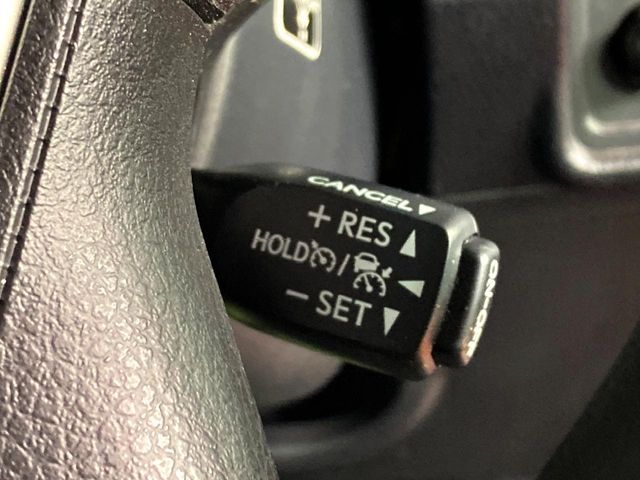 CANCEL
+ RES
HOLD /
− SET
ON-OFF